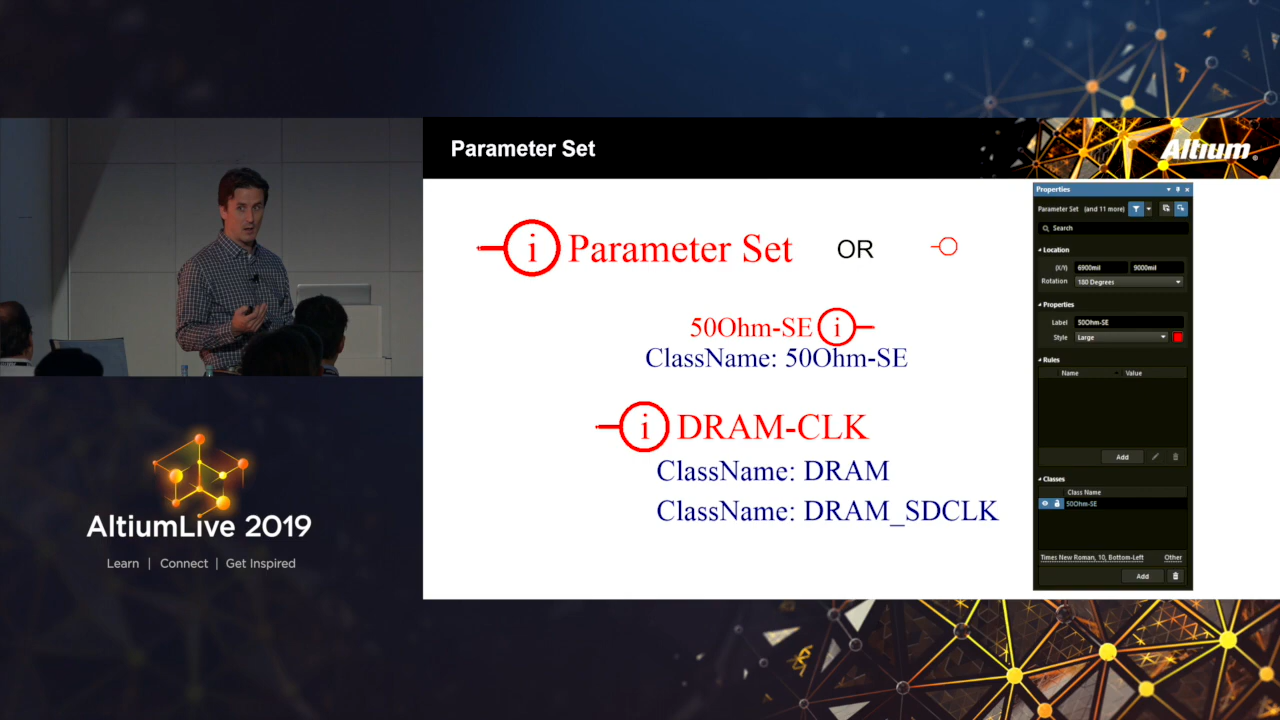 Parameter Set
Altium
i Parameter Set OR
50Ohm-SE i
ClassName: 50Ohm-SE
i DRAM-CLK
ClassName: DRAM
ClassName: DRAM_SDCLK
Properties
Parameter Set (and 11 more)
Search
Location
(X/Y) 6900mil 9000mil
Rotation 180 Degrees
Properties
Label 50Ohm-SE
Style Large
Rules
Name Value
Add
Classes
Class Name
50Ohm-SE
Times New Roman, 10, Bottom-Left Other
Add
AltiumLive 2019
Learn | Connect | Get Inspired